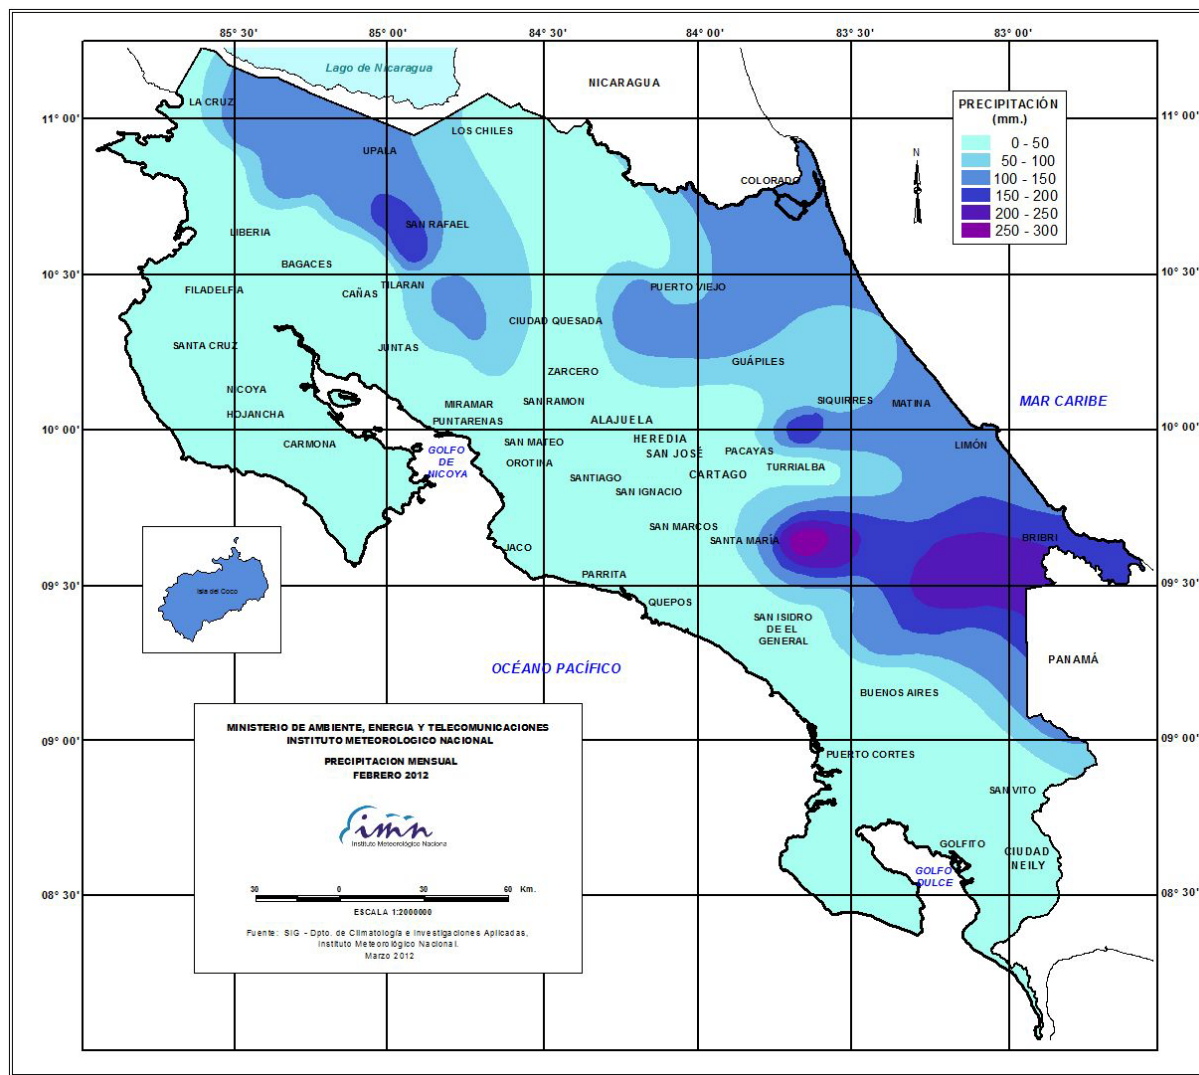 85° 30'
85° 00'
84° 30'
84° 00'
83° 30'
83° 00'
Lago de Nicaragua
NICARAGUA
PRECIPITACIÓN
(mm.)
0 - 50
50 - 100
100 - 150
150 - 200
200 - 250
250 - 300
N
11° 00'
11° 00'
LA CRUZ
LOS CHILES
UPALA
COLORADO
SAN RAFAEL
LIBERIA
BAGACES
10° 30'
10° 30'
FILADELFIA
CAÑAS
TILARAN
PUERTO VIEJO
CIUDAD QUESADA
SANTA CRUZ
JUNTAS
GUÁPILES
ZARCERO
NICOYA
HOJANCHA
MIRAMAR
SAN RAMON
SIQUIRRES
MATINA
MAR CARIBE
PUNTARENAS
ALAJUELA
10° 00'
10° 00'
CARMONA
SAN MATEO
HEREDIA
LIMÓN
GOLFO
DE
NICOYA
OROTINA
SAN JOSÉ
PACAYAS
TURRIALBA
SANTIAGO
CARTAGO
SAN IGNACIO
SAN MARCOS
SANTA MARÍA
BRIBRI
JACO
PARRITA
09° 30'
09° 30'
Isla del Coco
QUEPOS
SAN ISIDRO
DE EL
GENERAL
OCÉANO PACÍFICO
PANAMÁ
BUENOS AIRES
09° 00'
09° 00'
PUERTO CORTES
SAN VITO
GOLFITO
CIUDAD
NEILY
GOLFO
DULCE
08° 30'
08° 30'
MINISTERIO DE AMBIENTE, ENERGIA Y TELECOMUNICACIONES
INSTITUTO METEOROLOGICO NACIONAL
PRECIPITACION MENSUAL
FEBRERO 2012
imn
Instituto Meteorológico Naciona
30 0 30 60 Km.
ESCALA 1:2000000
Fuente: SIG - Dpto. de Climatología e Investigaciones Aplicadas,
Instituto Meteorológico Nacional.
Marzo 2012